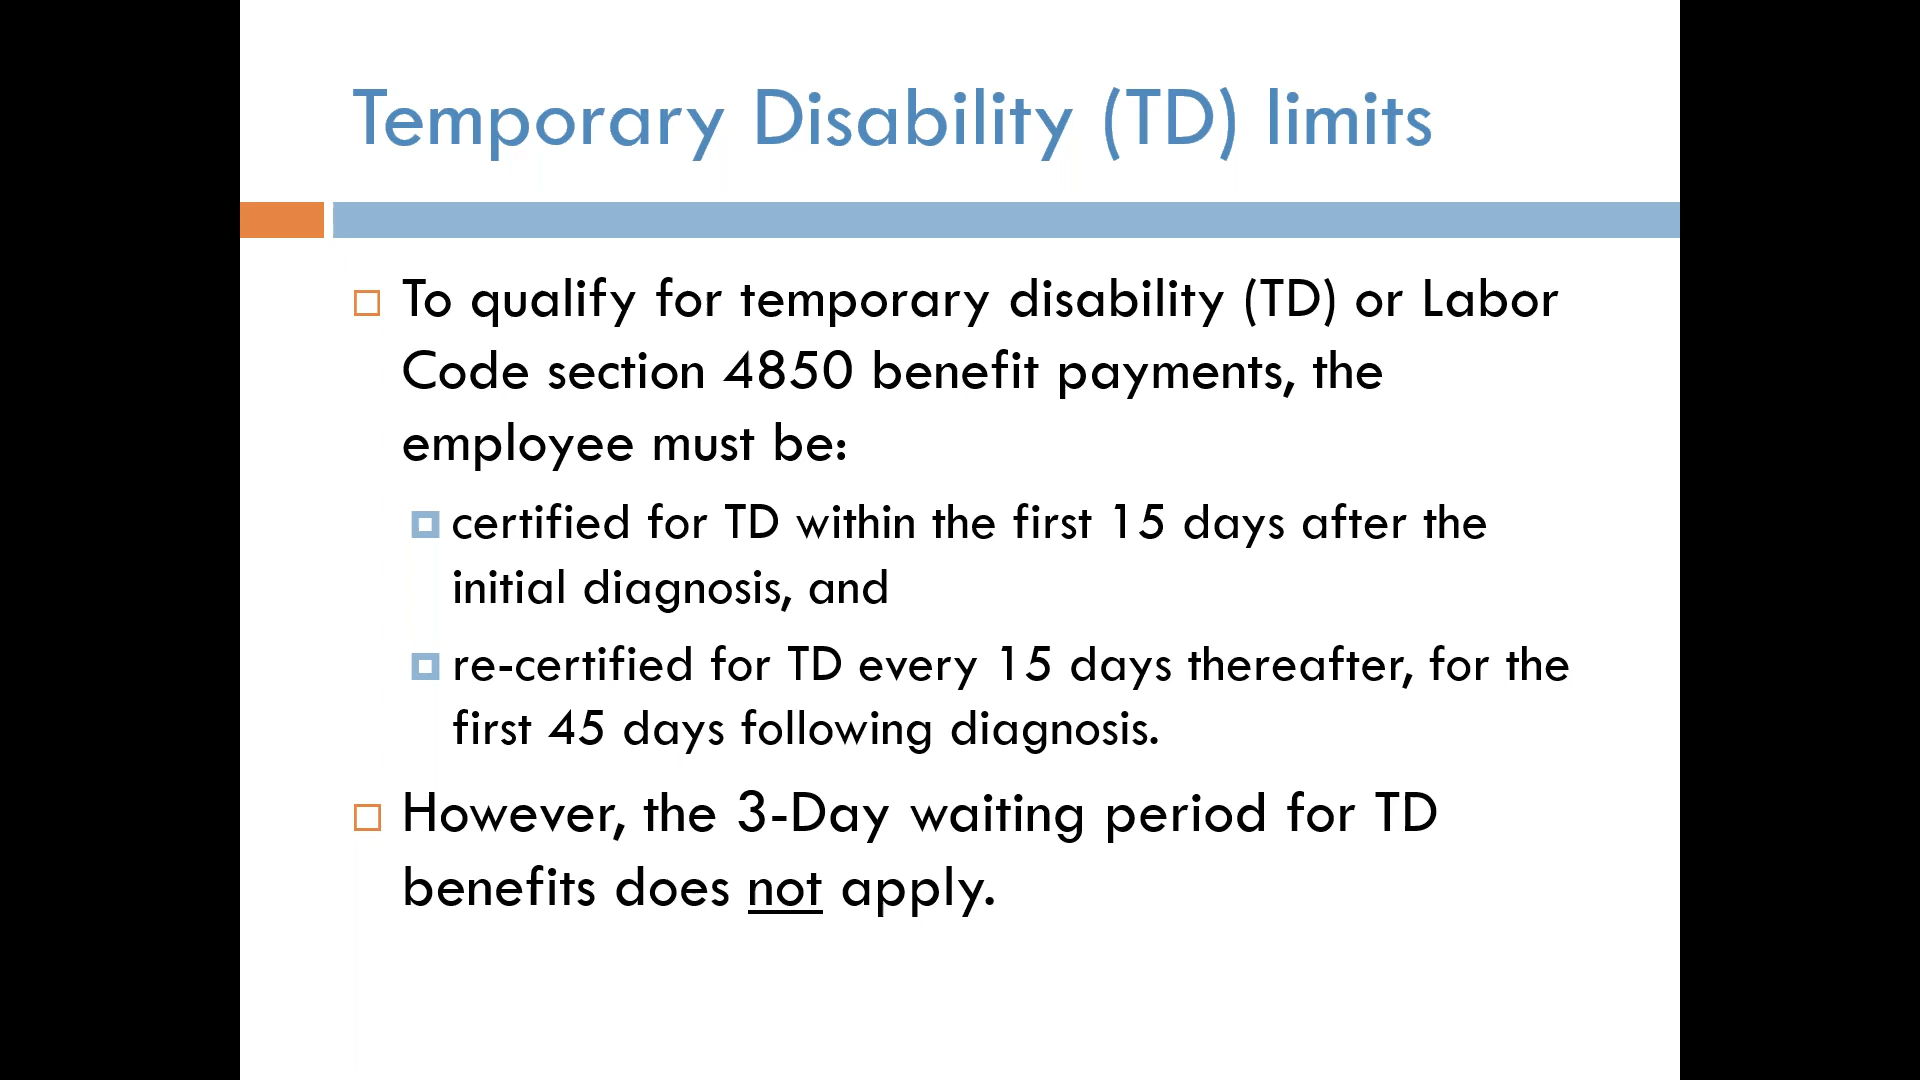 Temporary Disability (TD) limits
To qualify for temporary disability (TD) or Labor
Code section 4850 benefit payments, the
employee must be:
certified for TD within the first 15 days after the
initial diagnosis, and
re-certified for TD every 15 days thereafter, for the
first 45 days following diagnosis.
However, the 3-Day waiting period for TD
benefits does not apply.